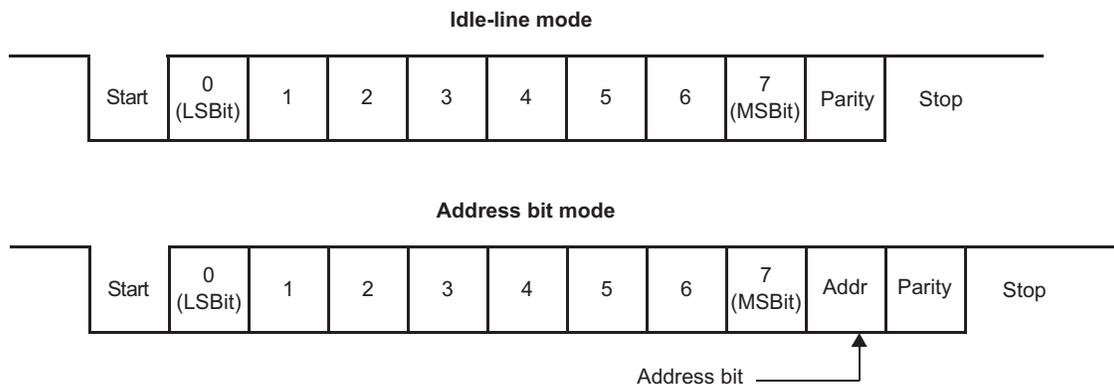 Idle-line mode
Start 0 (LSBit) 1 2 3 4 5 6 7 (MSBit) Parity Stop
Address bit mode
Start 0 (LSBit) 1 2 3 4 5 6 7 (MSBit) Addr Parity Stop
Address bit